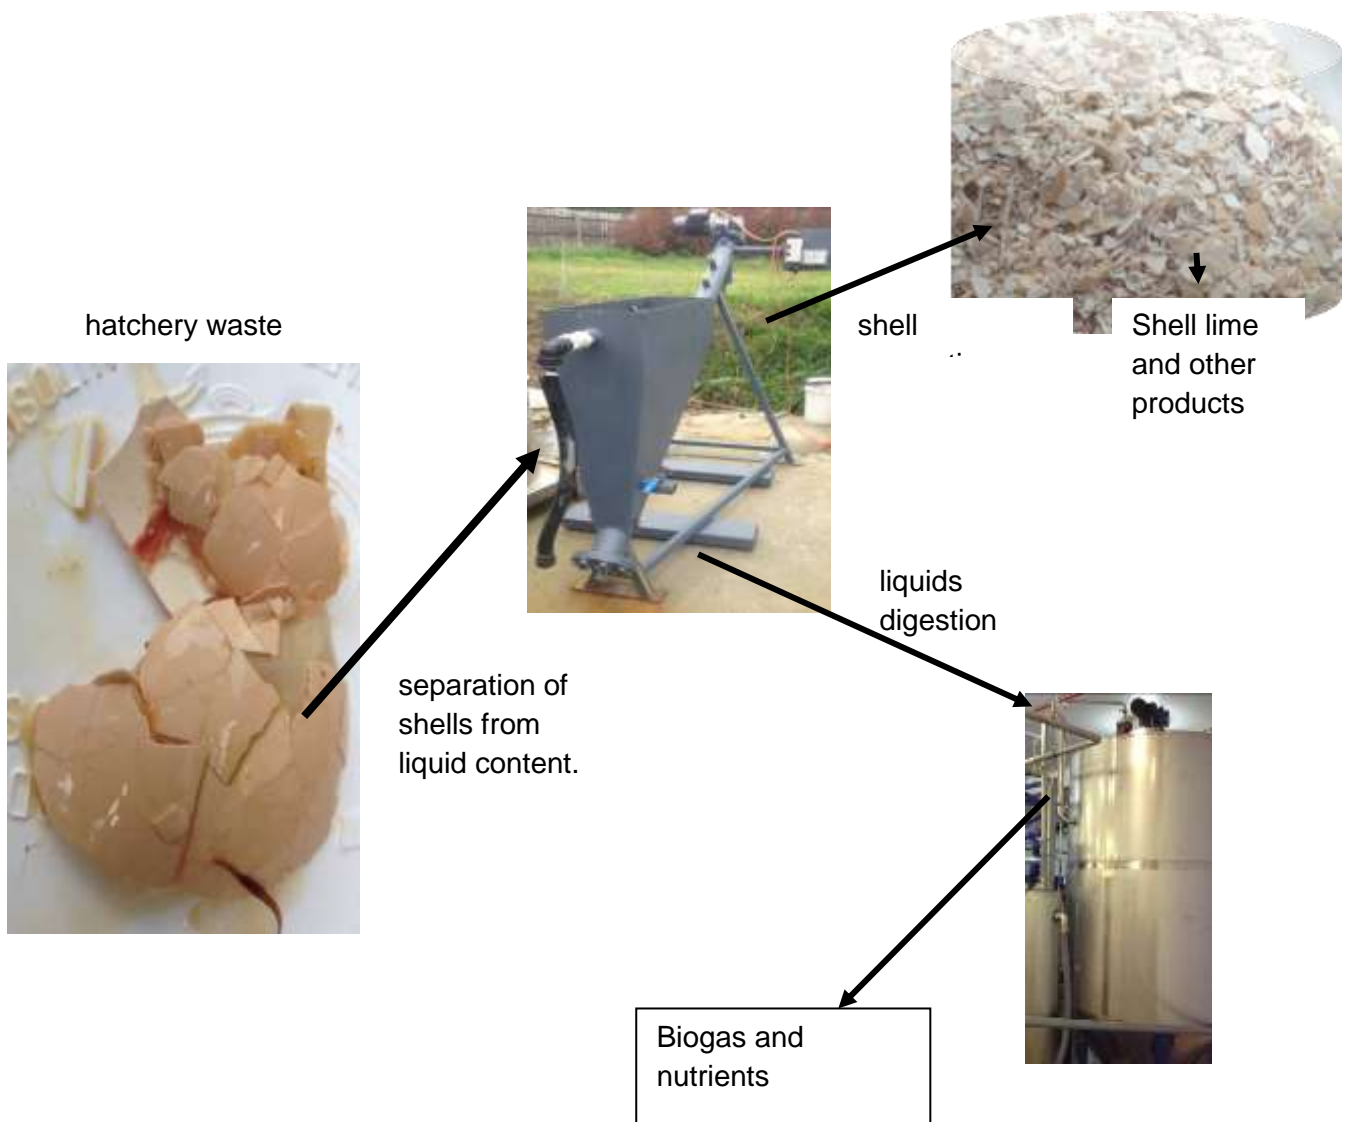 hatchery waste
shell
Shell lime
and other
products
liquids
digestion
separation of
shells from
liquid content.
Biogas and
nutrients